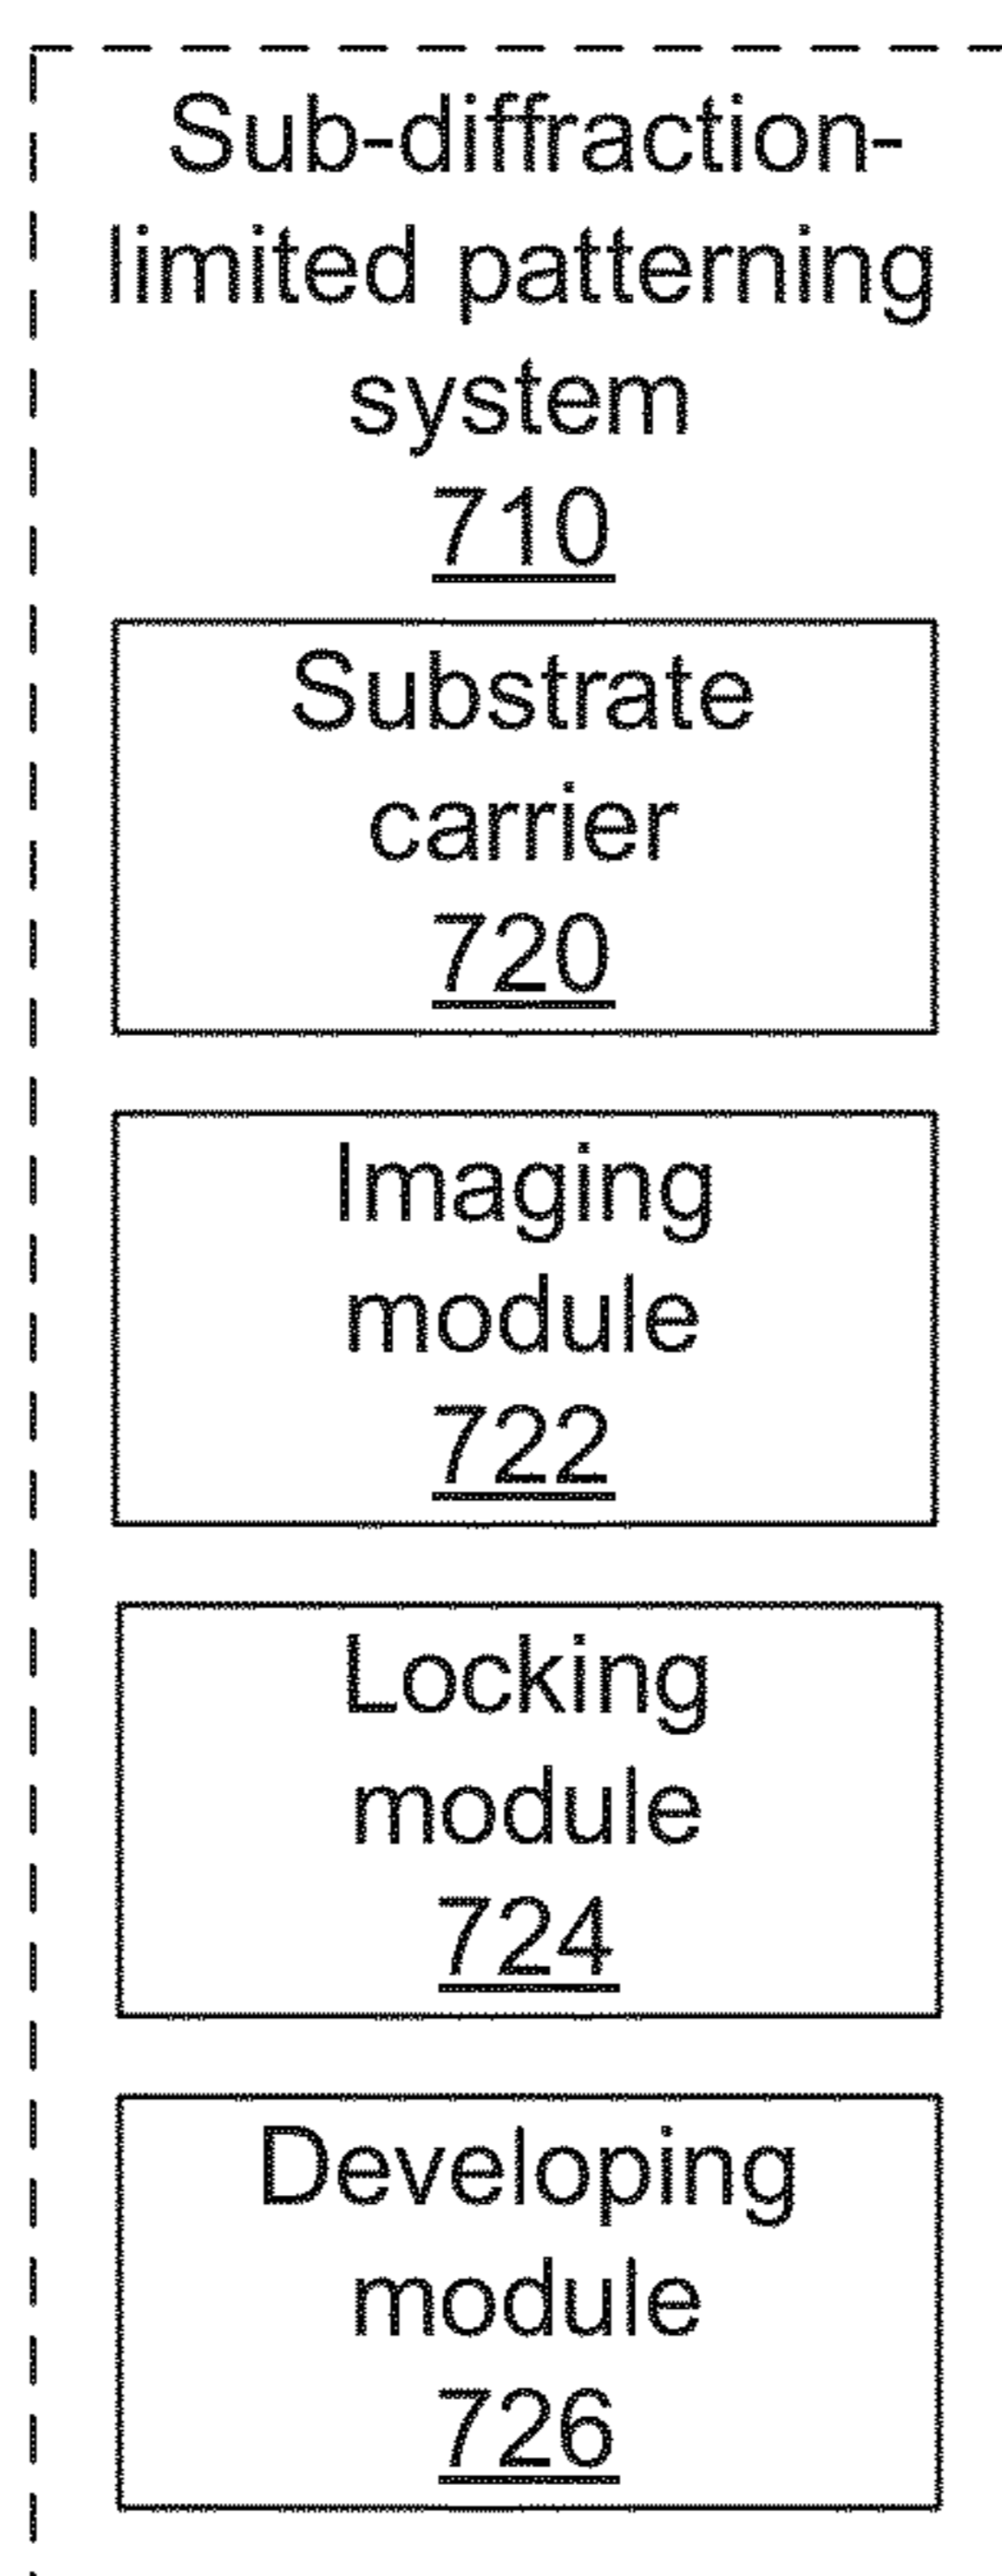 Sub-diffraction-
limited patterning
system
710
Substrate
carrier
720
Imaging
module
722
Locking
module
724
Developing
module
726